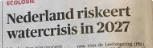 ECOLOGIE
Nederland riskeert
watercrisis in 2027